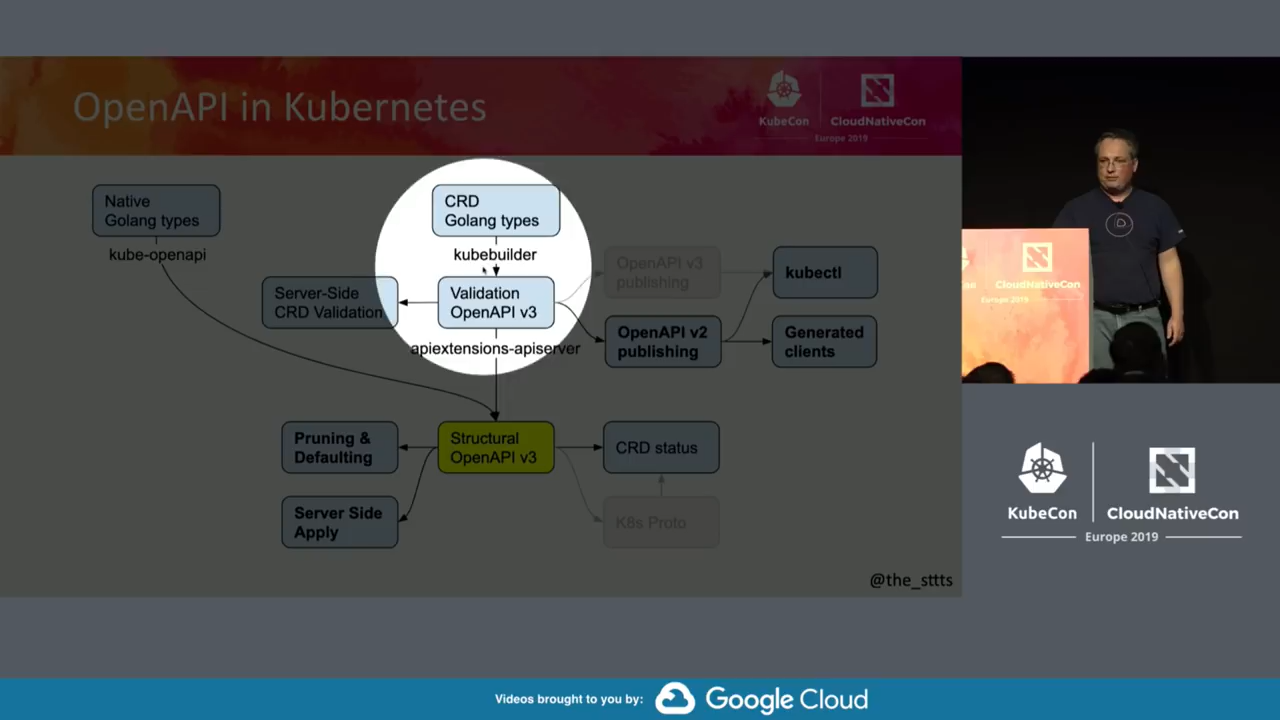 OpenAPI in Kubernetes
KubeCon
CloudNativeCon
Europe 2019
Native
Golang types
kube-openapi
CRD
Golang types
kubebuilder
Server-Side
CRD Validation
Validation
OpenAPI v3
apiextensions-apiserver
OpenAPI v3
publishing
OpenAPI v2
publishing
kubectl
Generated
clients
Pruning &
Defaulting
Structural
OpenAPI v3
CRD status
Server Side
Apply
K8s Proto
@the_sttts
CloudNativeCon
Europe 2019
KubeCon
CloudNativeCon
Europe 2019
Videos brought to you by:
Google Cloud